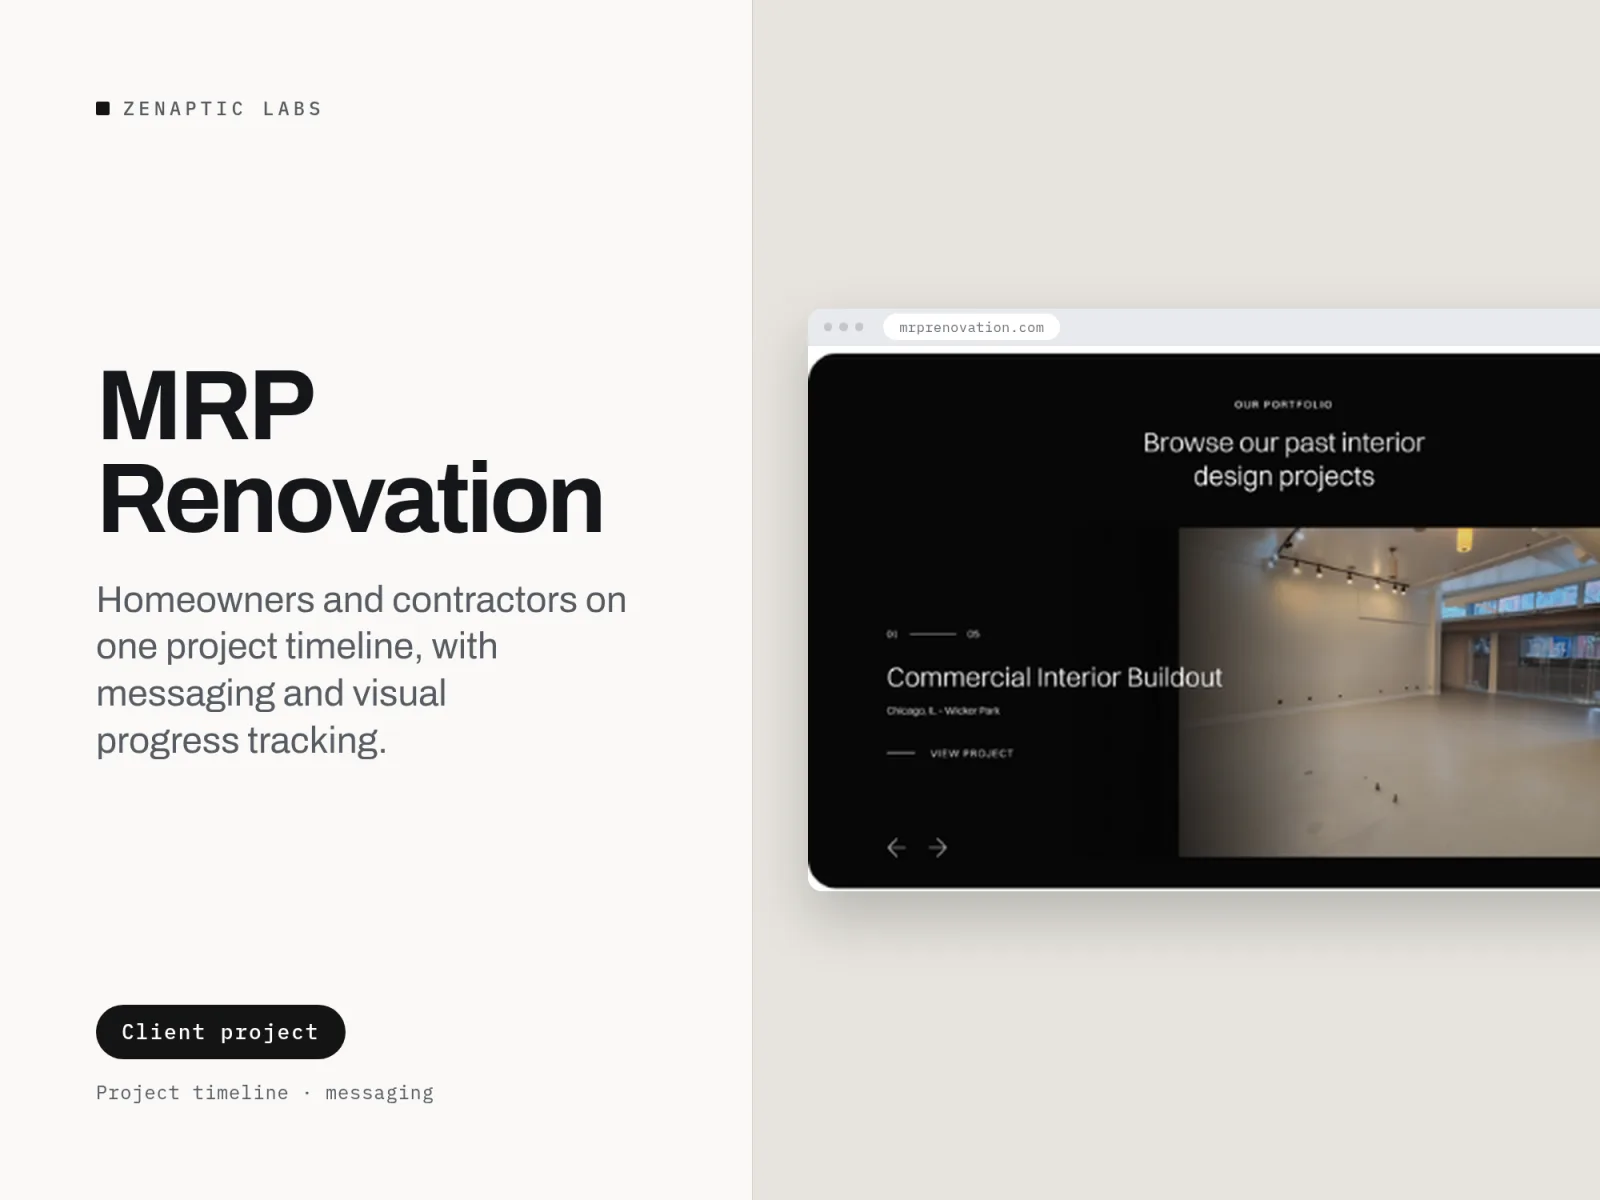 ZENAPTIC LABS
MRP
Renovation
Homeowners and contractors on
one project timeline, with
messaging and visual
progress tracking.
Client project
Project timeline · messaging
mrprenovation.com
OUR PORTFOLIO
Browse our past interior
design projects
01 05
Commercial Interior Buildout
Chicago, IL - Wicker Park
VIEW PROJECT